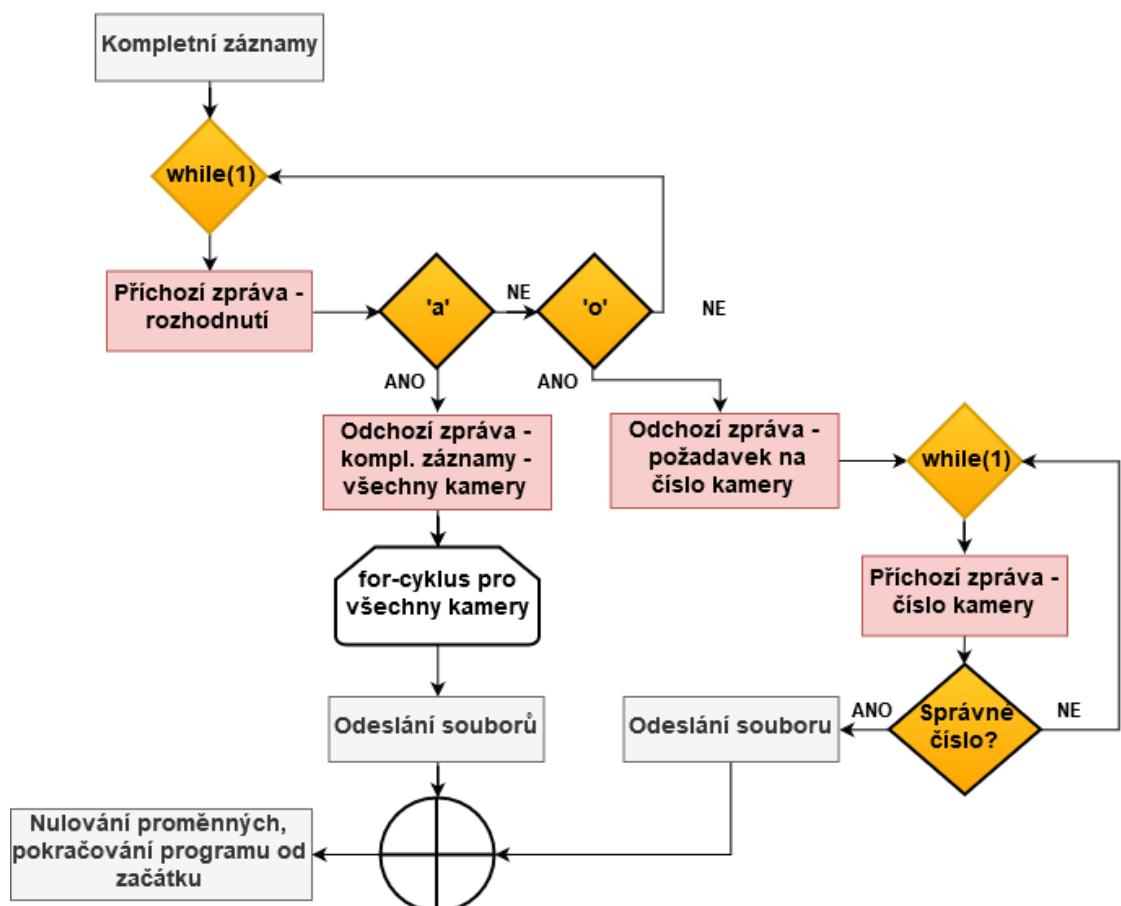 Kompletní záznamy
while(1)
Příchozí zpráva -
rozhodnutí
'a'
NE
'o'
NE
ANO
ANO
Odchozí zpráva -
kompl. záznamy -
všechny kamery
Odchozí zpráva -
požadavek na
číslo kamery
while(1)
for-cyklus pro
všechny kamery
Příchozí zpráva -
číslo kamery
Odeslání souborů
Odeslání souboru
ANO
Správné
číslo?
NE
Nulování proměnných,
pokračování programu od
začátku